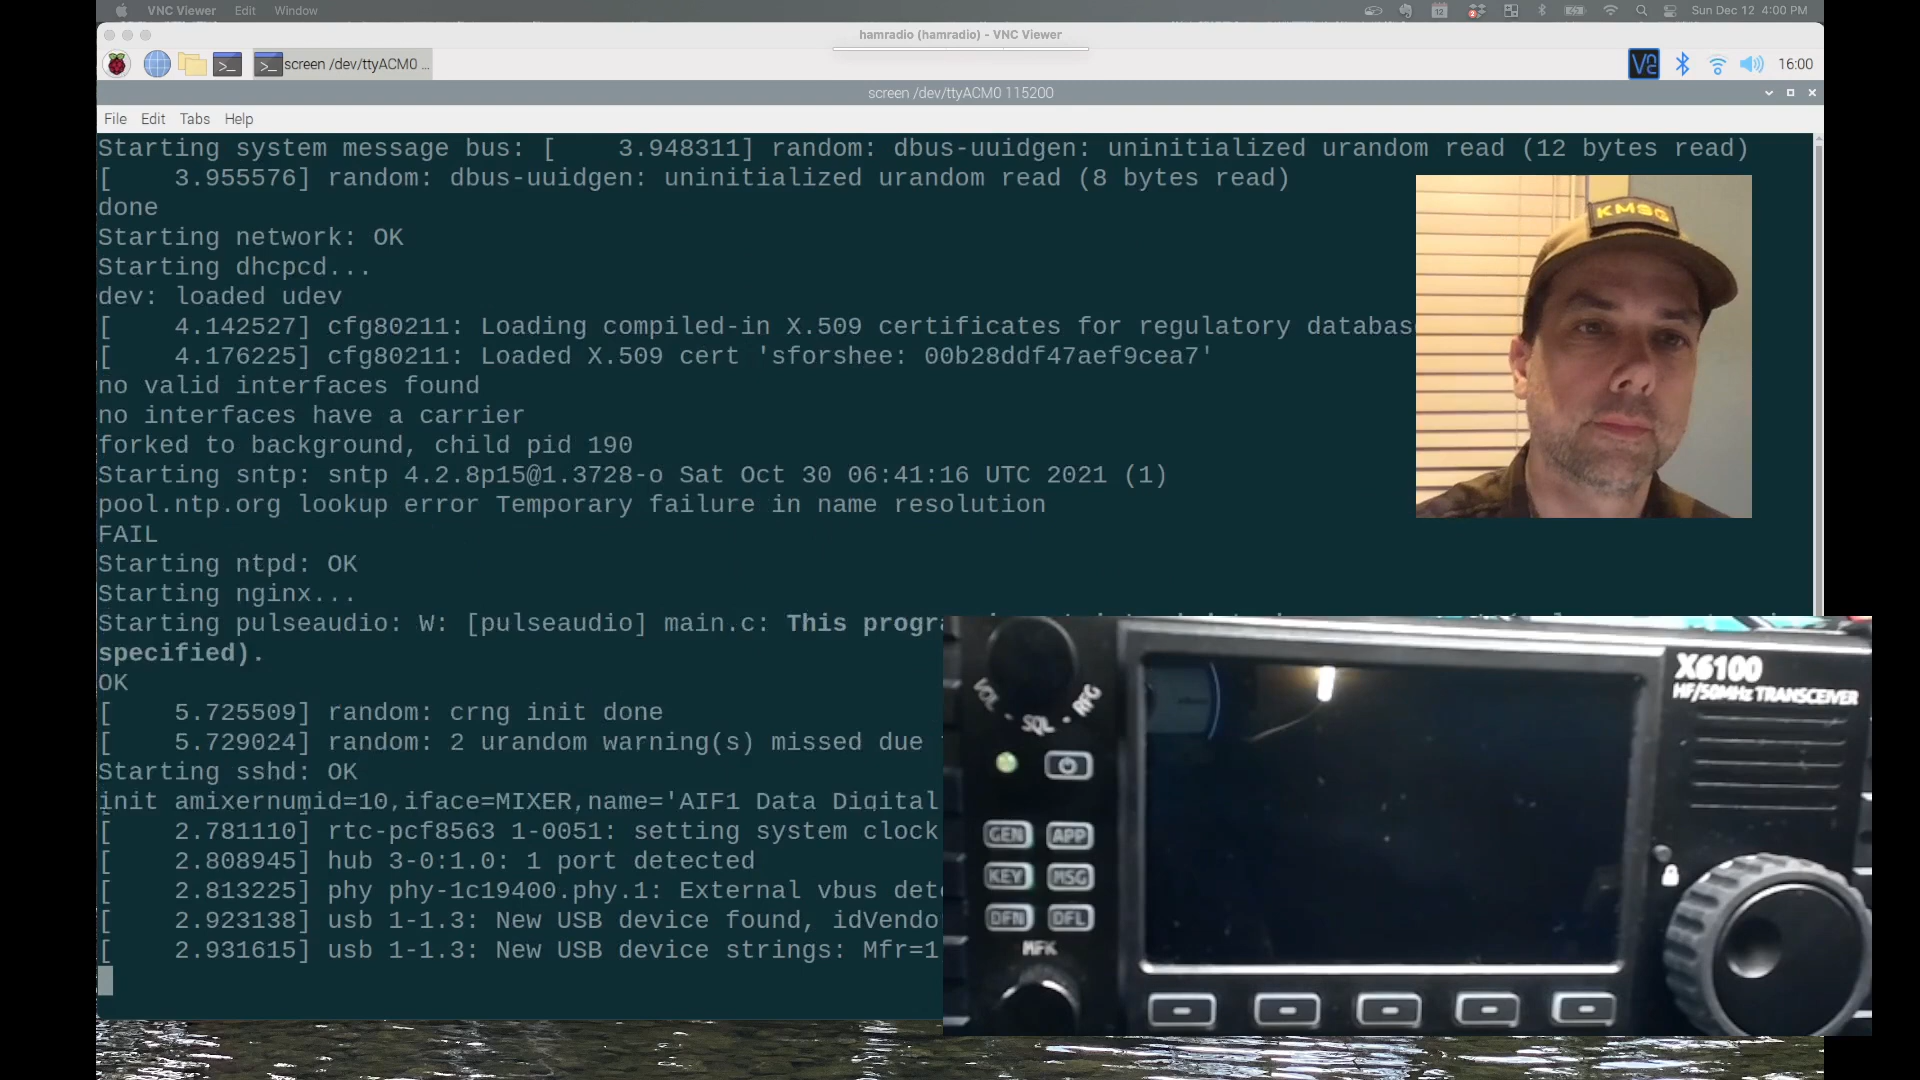 VNC Viewer Edit Window
12
Sun Dec 12 4:00 PM
hamradio (hamradio) - VNC Viewer
screen /dev/ttyACM0 ...
16:00
screen /dev/ttyACM0 115200
File Edit Tabs Help
Starting system message bus: [    3.948311] random: dbus-uuidgen: uninitialized urandom read (12 bytes read)
[    3.955576] random: dbus-uuidgen: uninitialized urandom read (8 bytes read)
done
Starting network: OK
Starting dhcpcd...
dev: loaded udev
[    4.142527] cfg80211: Loading compiled-in X.509 certificates for regulatory databas
[    4.176225] cfg80211: Loaded X.509 cert 'sforshee: 00b28ddf47aef9cea7'
no valid interfaces found
no interfaces have a carrier
forked to background, child pid 190
Starting sntp: sntp 4.2.8p15@1.3728-o Sat Oct 30 06:41:16 UTC 2021 (1)
pool.ntp.org lookup error Temporary failure in name resolution
FAIL
Starting ntpd: OK
Starting nginx...
Starting pulseaudio: W: [pulseaudio] main.c: This progr
specified).
OK
[    5.725509] random: crng init done
[    5.729024] random: 2 urandom warning(s) missed due
Starting sshd: OK
init amixernumid=10,iface=MIXER,name='AIF1 Data Digital
[    2.781110] rtc-pcf8563 1-0051: setting system clock
[    2.808945] hub 3-0:1.0: 1 port detected
[    2.813225] phy phy-1c19400.phy.1: External vbus det
[    2.923138] usb 1-1.3: New USB device found, idVendo
[    2.931615] usb 1-1.3: New USB device strings: Mfr=1
X6100
HF/50MHz TRANSCEIVER
VOL - SQL - RFG
GEN APP
KEY MSG
DFN DFL
MFK